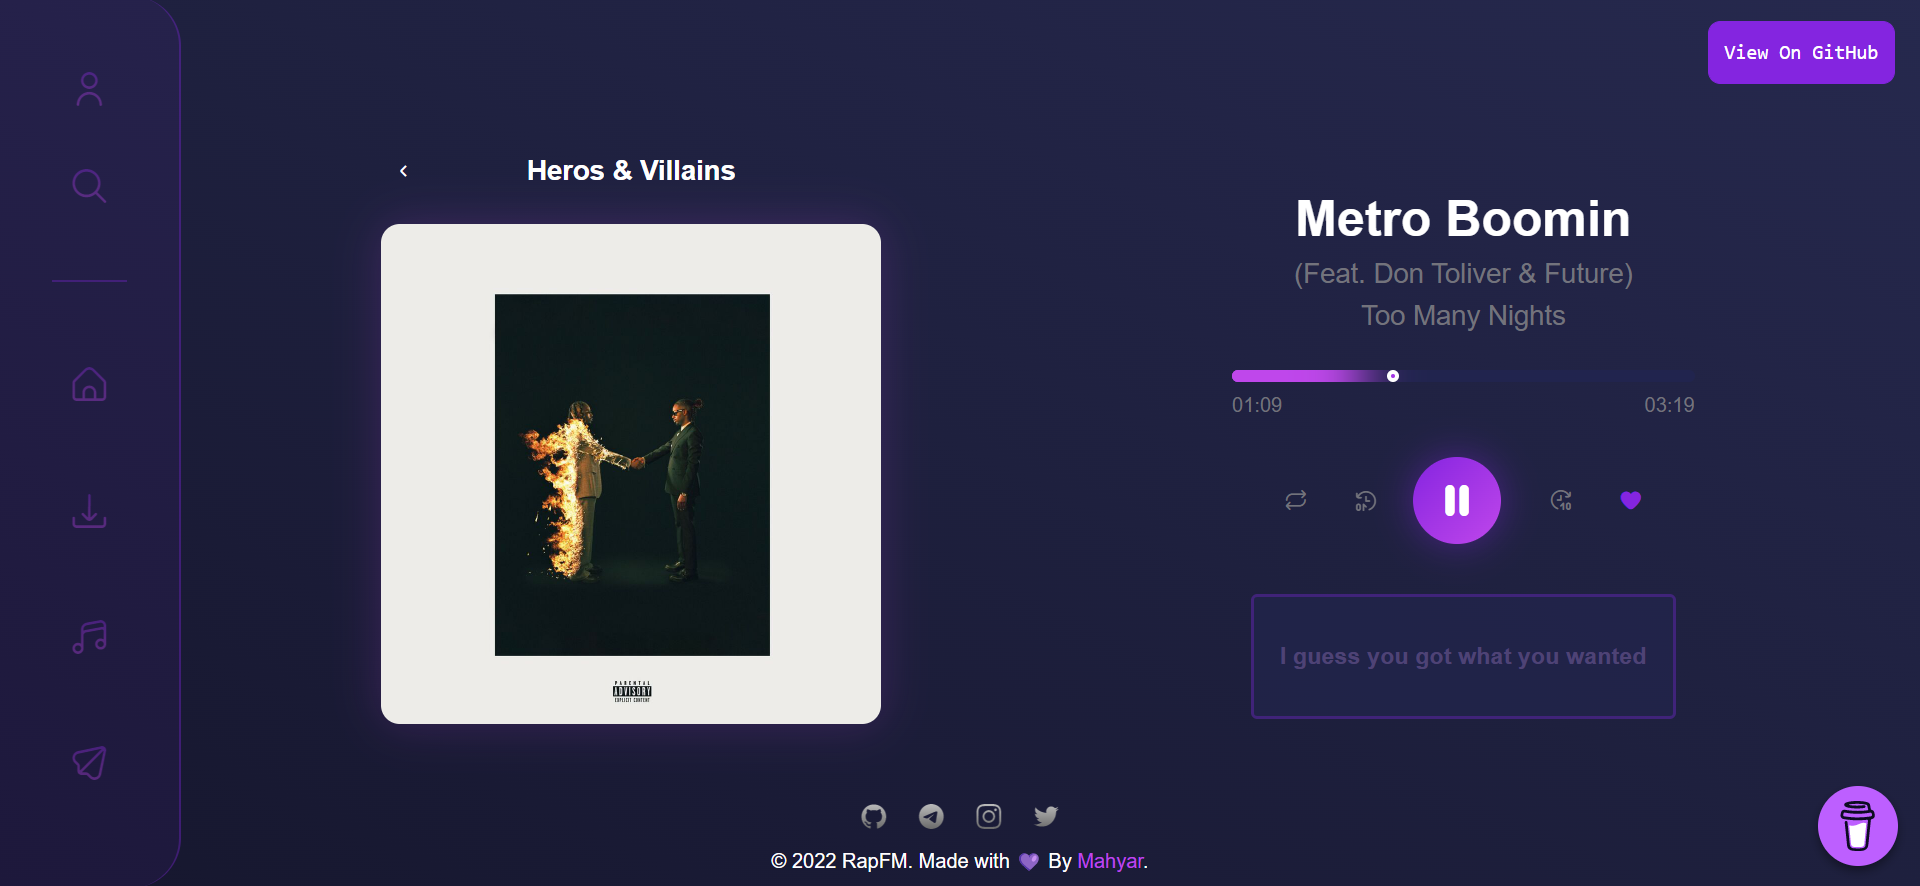 View On GitHub
Heros & Villains
PARENTAL
ADVISORY
EXPLICIT CONTENT
Metro Boomin
(Feat. Don Toliver & Future)
Too Many Nights
01:09
03:19
10
10
I guess you got what you wanted
© 2022 RapFM. Made with 💜 By Mahyar.